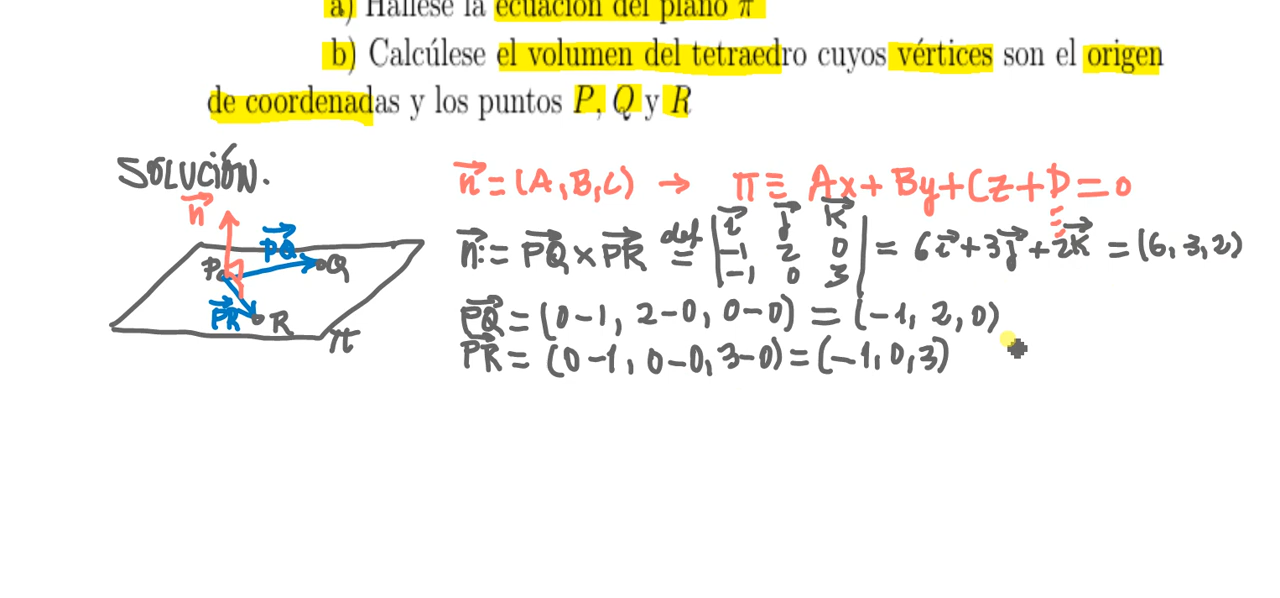 a) Hállese la ecuación del plano π
b) Calcúlese el volumen del tetraedro cuyos vértices son el origen
de coordenadas y los puntos P, Q y R
SOLUCIÓN.
n⃗ = (A, B, C) → π ≡ Ax + By + Cz + D = 0
n⃗ := PQ⃗ × PR⃗ def= | i⃗ j⃗ k⃗ ; -1 2 0 ; -1 0 3 | = 6i⃗ + 3j⃗ + 2k⃗ = (6, 3, 2)
PQ⃗ = (0-1, 2-0, 0-0) = (-1, 2, 0)
PR⃗ = (0-1, 0-0, 3-0) = (-1, 0, 3)
n⃗
PQ⃗
P
Q
PR⃗
R
π